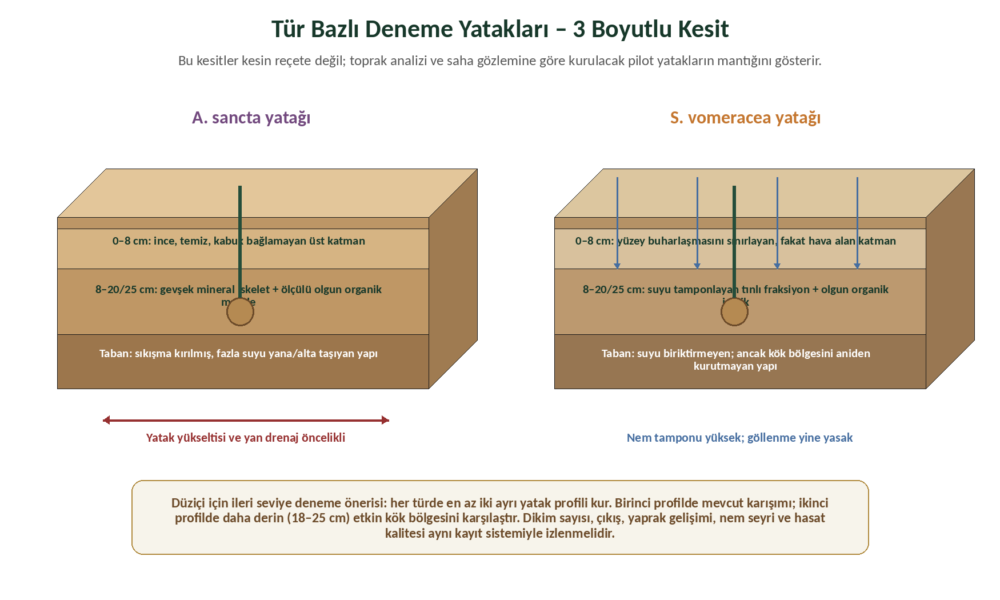 Tür Bazlı Deneme Yatakları – 3 Boyutlu Kesit
Bu kesitler kesin reçete değil; toprak analizi ve saha gözlemine göre kurulacak pilot yatakların mantığını gösterir.
A. sancta yatağı
0–8 cm: ince, temiz, kabuk bağlamayan üst katman
8–20/25 cm: gevşek mineral iskelet + ölçülü olgun organik
Taban: sıkışma kırılmış, fazla suyu yana/alta taşıyan yapı
Yatak yükseltisi ve yan drenaj öncelikli
S. vomeracea yatağı
0–8 cm: yüzey buharlaşmasını sınırlayan, fakat hava alan katman
8–20/25 cm: suyu tamponlayan tınlı fraksiyon + olgun organik
Taban: suyu biriktirmeyen; ancak kök bölgesini aniden
kurutmayan yapı
Nem tamponu yüksek; göllenme yine yasak
Düziçi için ileri seviye deneme önerisi: her türde en az iki ayrı yatak profili kur. Birinci profilde mevcut karışımı; ikinci
profilde daha derin (18–25 cm) etkin kök bölgesini karşılaştır. Dikim sayısı, çıkış, yaprak gelişimi, nem seyri ve hasat
kalitesi aynı kayıt sistemiyle izlenmelidir.